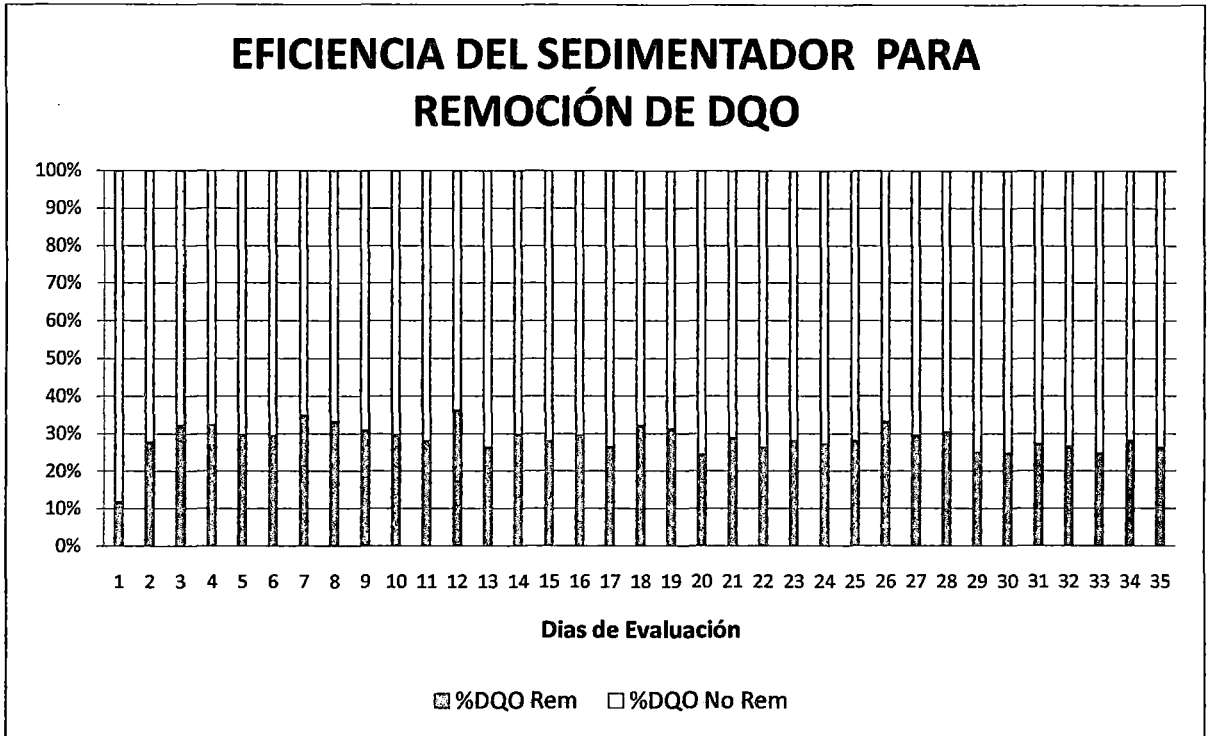 EFICIENCIA DEL SEDIMENTADOR PARA
REMOCIÓN DE DQO
100%
90%
80%
70%
60%
50%
40%
30%
20%
10%
0%
1 2 3 4 5 6 7 8 9 10 11 12 13 14 15 16 17 18 19 20 21 22 23 24 25 26 27 28 29 30 31 32 33 34 35
Dias de Evaluación
%DQO Rem %DQO No Rem